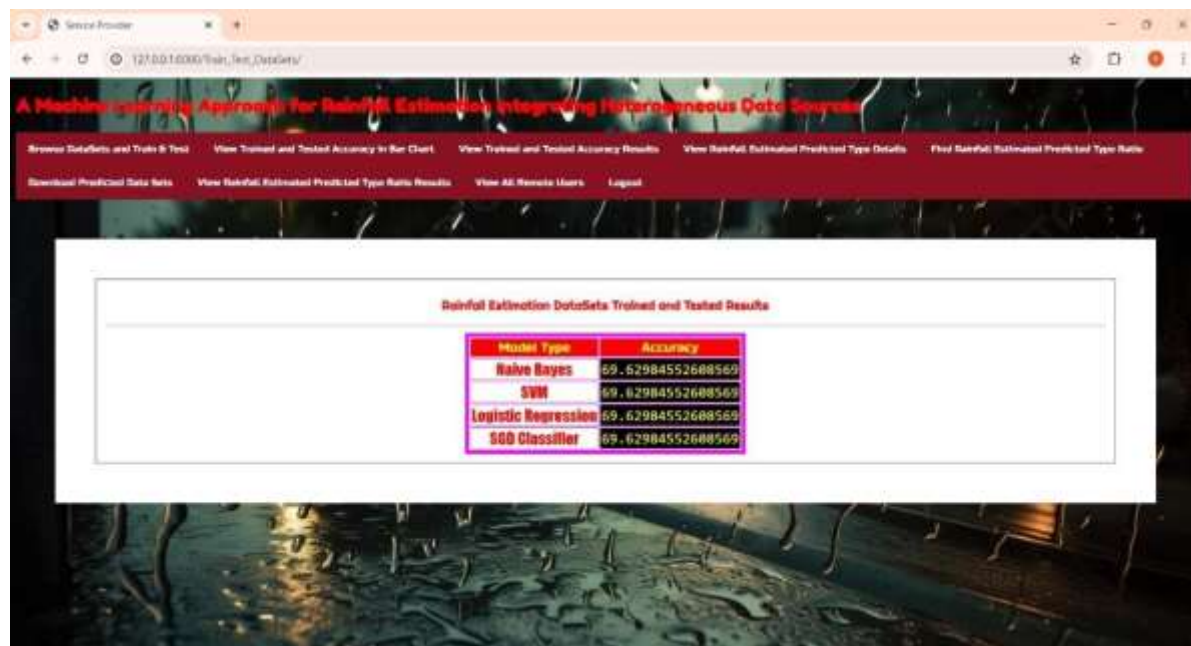 Service Provider
127.0.0.1:8000/Train_Test_DataSets/
A Machine Learning Approach for Rainfall Estimation Integrating Heterogeneous Data Sources
Browse DataSets and Train & Test View Trained and Tested Accuracy in Bar Chart View Trained and Tested Accuracy Results View Rainfall Estimated Predicted Type Details Find Rainfall Estimated Predicted Type Ratio
Download Predicted Data Sets View Rainfall Estimated Predicted Type Ratio Results View All Remote Users Logout
Rainfall Estimation DataSets Trained and Tested Results
Model Type Accuracy
Naive Bayes 69.62984552608569
SVM 69.62984552608569
Logistic Regression 69.62984552608569
SGD Classifier 69.62984552608569